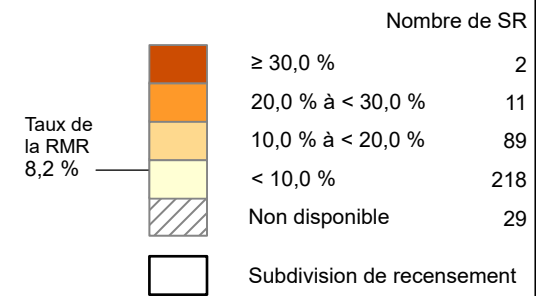 Nombre de SR
≥ 30,0 % 2
20,0 % à < 30,0 % 11
10,0 % à < 20,0 % 89
< 10,0 % 218
Non disponible 29
Taux de
la RMR
8,2 %
Subdivision de recensement